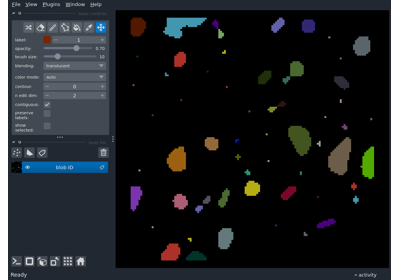 File View Plugins Window Help
label: 1
opacity: 0.70
brush size: 10
blending: translucent
color mode: auto
contour: 0
n edit dim: 2
contiguous: ✓
preserve
labels:
show
selected:
blob ID
Ready
activity